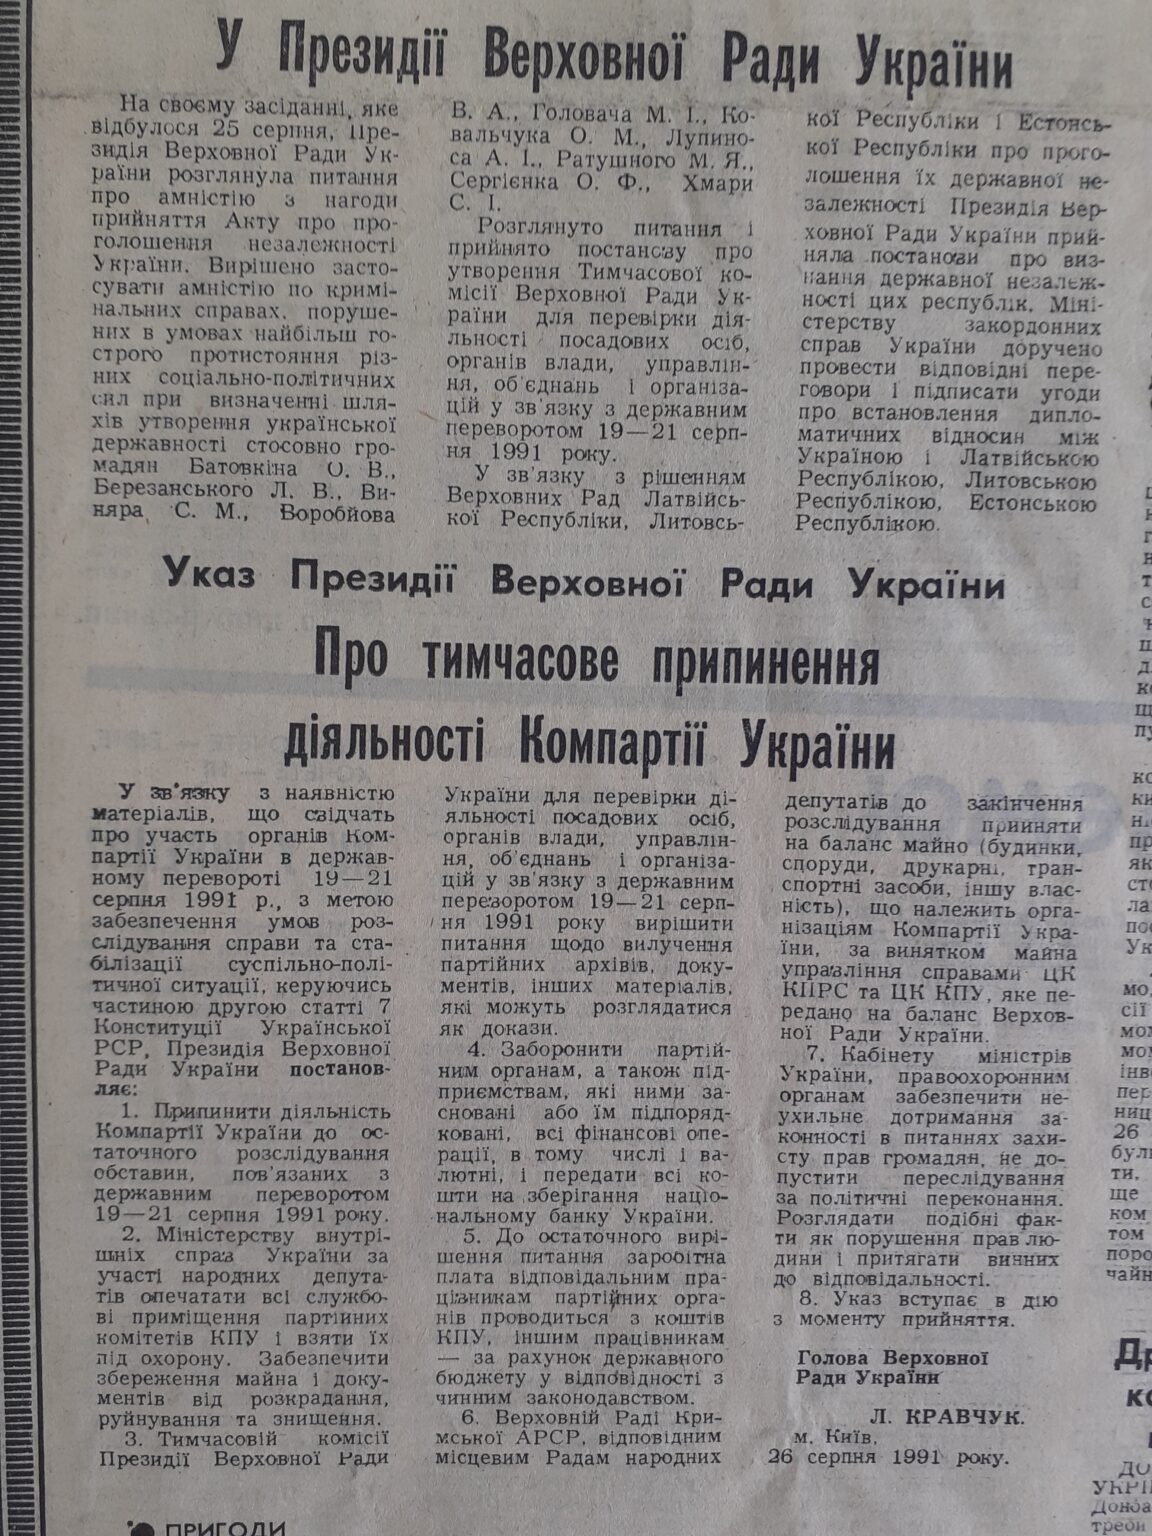 У Президії Верховної Ради України
На своєму засіданні, яке
відбулося 25 серпня, Пре-
зидія Верховної Ради Ук-
раїни розглянула питання
про амністію з нагоди
прийняття Акту про про-
голошення незалежності
України. Вирішено засто-
сувати амністію по кримі-
нальних справах, поруше-
них в умовах найбільш го-
строго протистояння різ-
них соціально-політичних
сил при визначенні шля-
хів утворення української
державності стосовно гро-
мадян Батовкіна О. В.,
Березанського Л. В., Ви-
няра С. М., Воробйова
В. А., Головача М. І., Ко-
вальчука О. М., Лупино-
са А. І., Ратушного М. Я.,
Сергієнка О. Ф., Хмари
С. І.
Розглянуто питання і
прийнято постанову про
утворення Тимчасової ко-
місії Верховної Ради Ук-
раїни для перевірки дія-
льності посадових осіб,
органів влади, управлін-
ня, об'єднань і організа-
цій у зв'язку з державним
переворотом 19—21 серп-
ня 1991 року.
У зв'язку з рішенням
Верховних Рад Латвійсь-
кої Республіки, Литовсь-
кої Республіки і Естонсь-
кої Республіки про прого-
лошення їх державної не-
залежності Президія Вер-
ховної Ради України прий-
няла постанови про виз-
нання державної незалеж-
ності цих республік. Міні-
стерству закордонних
справ України доручено
провести відповідні пере-
говори і підписати угоди
про встановлення дипло-
матичних відносин між
Україною і Латвійською
Республікою, Литовською
Республікою, Естонською
Республікою.
Указ Президії Верховної Ради України
Про тимчасове припинення
діяльності Компартії України
У зв'язку з наявністю
матеріалів, що свідчать
про участь органів Ком-
партії України в держав-
ному перевороті 19—21
серпня 1991 р., з метою
забезпечення умов роз-
слідування справи та ста-
білізації суспільно-полі-
тичної ситуації, керуючись
частиною другою статті 7
Конституції Української
РСР, Президія Верховної
Ради України постанов-
ляє:
1. Припинити діяльність
Компартії України до ос-
таточного розслідування
обставин, пов'язаних з
державним переворотом
19—21 серпня 1991 року.
2. Міністерству внутрі-
шніх справ України за
участі народних депута-
тів опечатати всі службо-
ві приміщення партійних
комітетів КПУ і взяти їх
під охорону. Забезпечити
збереження майна і доку-
ментів від розкрадання,
руйнування та знищення.
3. Тимчасовій комісії
Президії Верховної Ради
України для перевірки ді-
яльності посадових осіб,
органів влади, управлін-
ня, об'єднань і організа-
цій у зв'язку з державним
переворотом 19—21 серп-
ня 1991 року вирішити
питання щодо вилучення
партійних архівів, доку-
ментів, інших матеріалів,
які можуть розглядатися
як докази.
4. Заборонити партій-
ним органам, а також під-
приємствам, які ними за-
сновані або їм підпоряд-
ковані, всі фінансові опе-
рації, в тому числі і ва-
лютні, і передати всі ко-
шти на зберігання націо-
нальному банку України.
5. До остаточного вирі-
шення питання заробітна
плата відповідальним пра-
цівникам партійних орга-
нів проводиться з коштів
КПУ, іншим працівникам
— за рахунок державного
бюджету у відповідності з
чинним законодавством.
6. Верховній Раді Кри-
мської АРСР, відповідним
місцевим Радам народних
депутатів до закінчення
розслідування прийняти
на баланс майно (будинки,
споруди, друкарні, тран-
спортні засоби, іншу влас-
ність), що належить орга-
нізаціям Компартії Укра-
їни, за винятком майна
управління справами ЦК
КПРС та ЦК КПУ, яке пе-
редано на баланс Верхов-
ної Ради України.
7. Кабінету міністрів
України, правоохоронним
органам забезпечити не-
ухильне дотримання за-
конності в питаннях захи-
сту прав громадян, не до-
пустити переслідування
за політичні переконання.
Розглядати подібні фак-
ти як порушення прав лю-
дини і притягати винних
до відповідальності.
8. Указ вступає в дію
з моменту прийняття.
Голова Верховної
Ради України
Л. КРАВЧУК.
м. Київ,
26 серпня 1991 року.
ПРИГОДИ